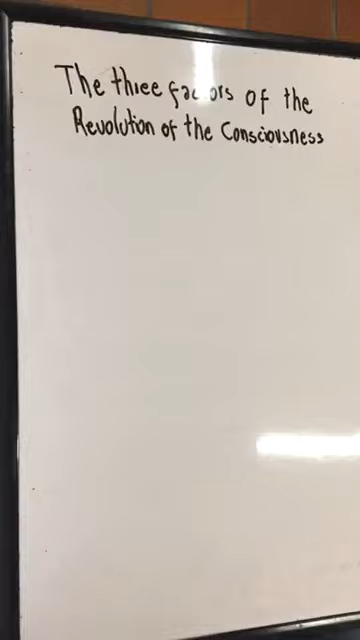 The three factors of the
Revolution of the Consciousness